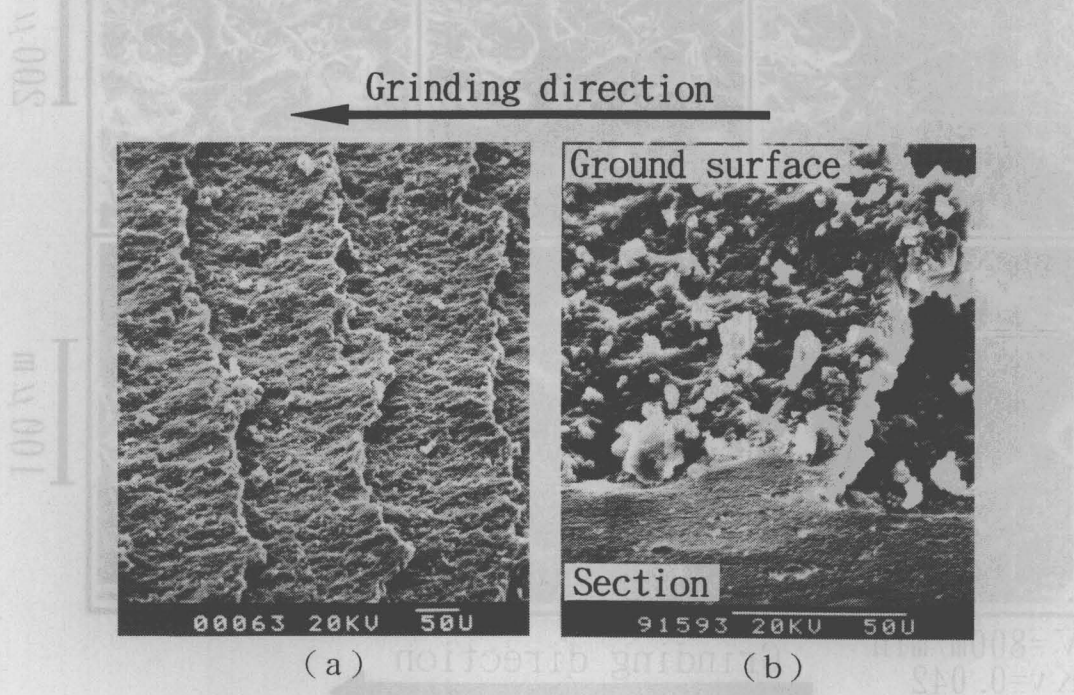 Grinding direction
Ground surface
Section
00063 20KV 50U
91593 20KV 50U
(a)
(b)